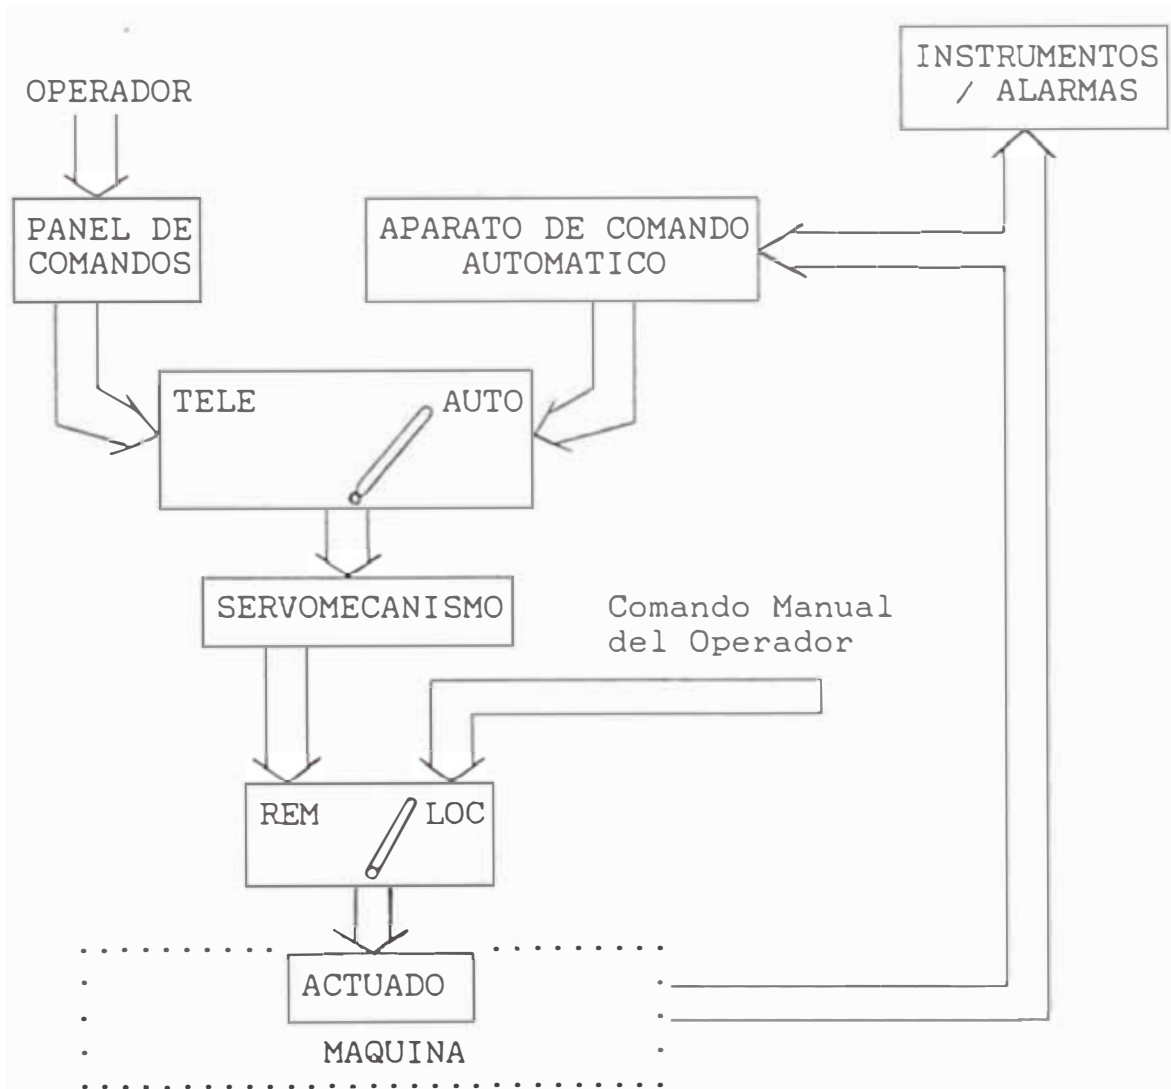 INSTRUMENTOS
/ ALARMAS
OPERADOR
PANEL DE
COMANDOS
APARATO DE COMANDO
AUTOMATICO
TELE
AUTO
SERVOMECANISMO
Comando Manual
del Operador
REM
LOC
ACTUADO
MAQUINA